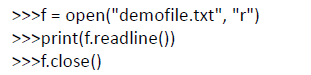 >>>f = open("demofile.txt", "r")
>>>print(f.readline())
>>>f.close()